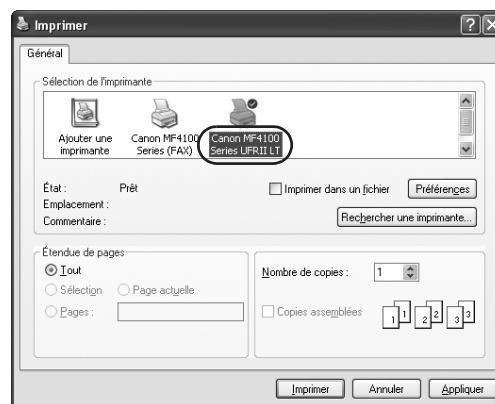 Imprimer
Général
Sélection de l'imprimante
Ajouter une imprimante
Canon MF4100 Series (FAX)
Canon MF4100 Series UFRII LT
État : Prêt
Emplacement :
Commentaire :
Imprimer dans un fichier
Préférences
Rechercher une imprimante...
Étendue de pages
Tout
Sélection
Page actuelle
Pages :
Nombre de copies : 1
Copies assemblées
1 1 2 2 3 3
Imprimer
Annuler
Appliquer